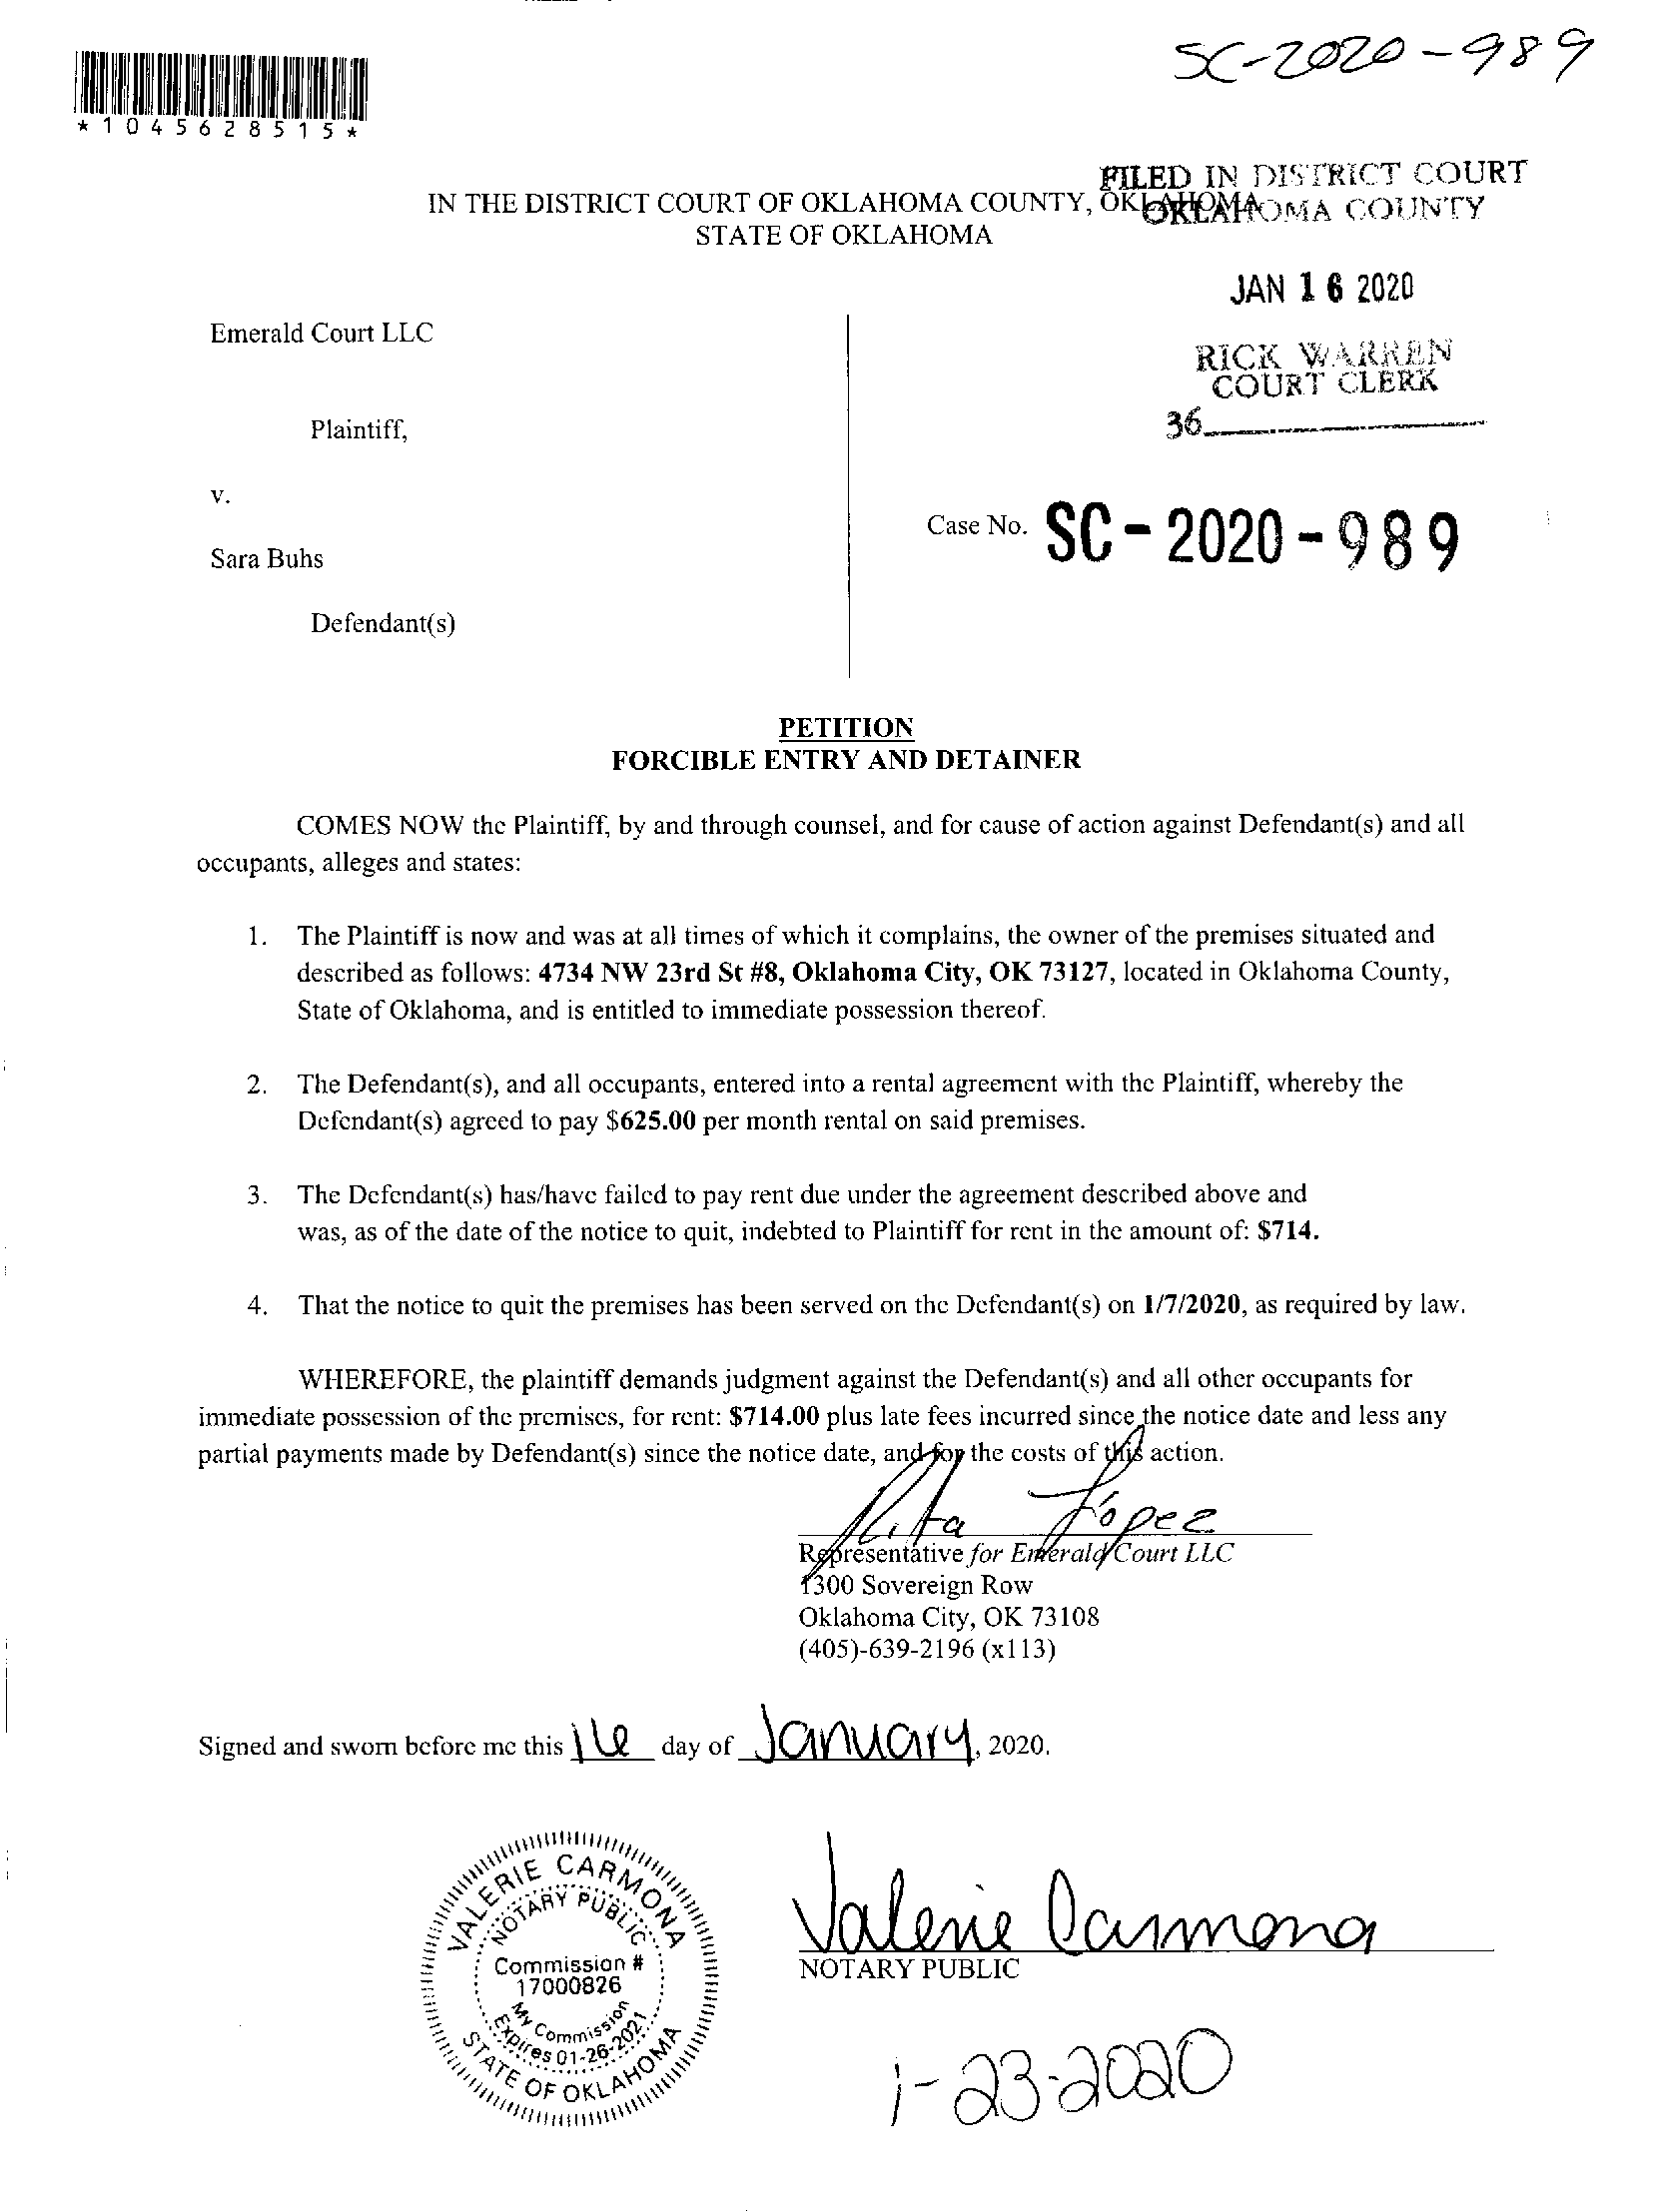 SC-2020-989
*1045628515*
FILED IN DISTRICT COURT
OKLAHOMA COUNTY
IN THE DISTRICT COURT OF OKLAHOMA COUNTY, OKLAHOMA
STATE OF OKLAHOMA
JAN 16 2020
RICK WARREN
COURT CLERK
36
Emerald Court LLC
Plaintiff,
v.
Case No. SC-2020-989
Sara Buhs
Defendant(s)
PETITION
FORCIBLE ENTRY AND DETAINER
COMES NOW the Plaintiff, by and through counsel, and for cause of action against Defendant(s) and all
occupants, alleges and states:
1. The Plaintiff is now and was at all times of which it complains, the owner of the premises situated and
described as follows: 4734 NW 23rd St #8, Oklahoma City, OK 73127, located in Oklahoma County,
State of Oklahoma, and is entitled to immediate possession thereof.
2. The Defendant(s), and all occupants, entered into a rental agreement with the Plaintiff, whereby the
Defendant(s) agreed to pay $625.00 per month rental on said premises.
3. The Defendant(s) has/have failed to pay rent due under the agreement described above and
was, as of the date of the notice to quit, indebted to Plaintiff for rent in the amount of: $714.
4. That the notice to quit the premises has been served on the Defendant(s) on 1/7/2020, as required by law.
WHEREFORE, the plaintiff demands judgment against the Defendant(s) and all other occupants for
immediate possession of the premises, for rent: $714.00 plus late fees incurred since the notice date and less any
partial payments made by Defendant(s) since the notice date, and for the costs of this action.
Rita Lopez
Representative for Emerald Court LLC
1300 Sovereign Row
Oklahoma City, OK 73108
(405)-639-2196 (x113)
Signed and sworn before me this 16 day of January, 2020.
VALERIE CARMONA
NOTARY PUBLIC
Commission #
17000826
My Commission
Expires 01-26-2021
STATE OF OKLAHOMA
Valerie Carmona
NOTARY PUBLIC
1-23-2020